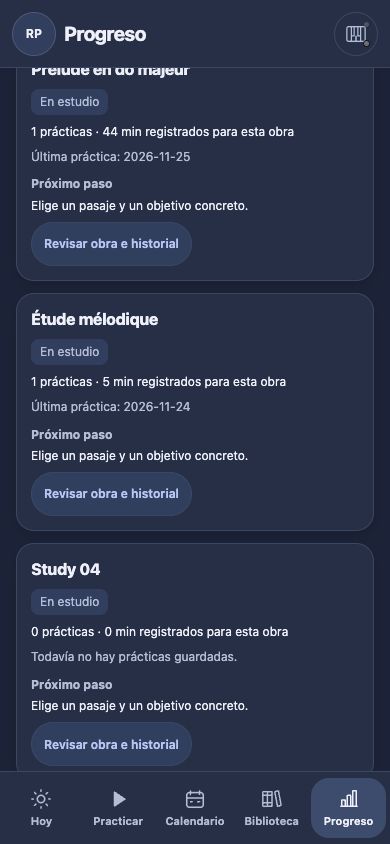 RP
Progreso
Prélude en do majeur
En estudio
1 prácticas · 44 min registrados para esta obra
Última práctica: 2026-11-25
Próximo paso
Elige un pasaje y un objetivo concreto.
Revisar obra e historial
Étude mélodique
En estudio
1 prácticas · 5 min registrados para esta obra
Última práctica: 2026-11-24
Próximo paso
Elige un pasaje y un objetivo concreto.
Revisar obra e historial
Study 04
En estudio
0 prácticas · 0 min registrados para esta obra
Todavía no hay prácticas guardadas.
Próximo paso
Elige un pasaje y un objetivo concreto.
Revisar obra e historial
Hoy
Practicar
Calendario
Biblioteca
Progreso